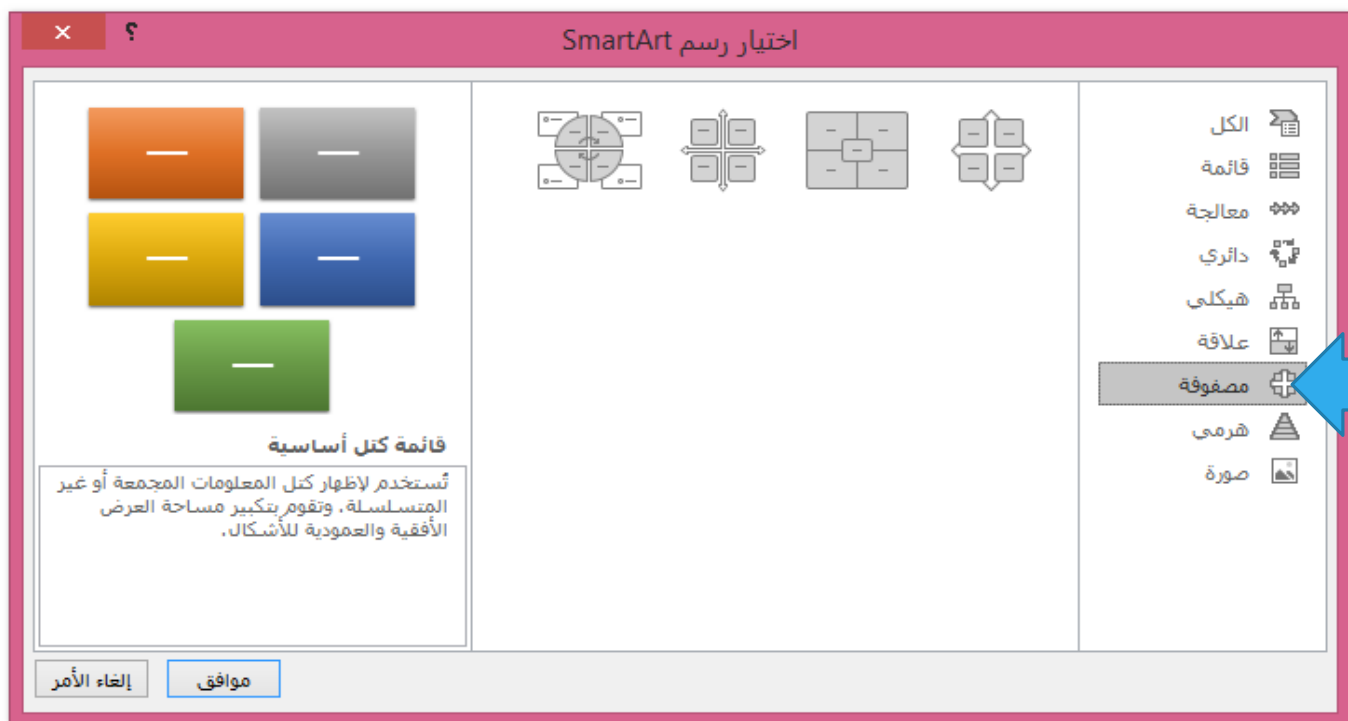 اختيار رسم SmartArt
؟
الكل
قائمة
معالجة
دائري
هيكلي
علاقة
مصفوفة
هرمي
صورة
قائمة كتل أساسية
تُستخدم لإظهار كتل المعلومات المجمعة أو غير
المتسلسلة. وتقوم بتكبير مساحة العرض
الأفقية والعمودية للأشكال.
موافق
إلغاء الأمر